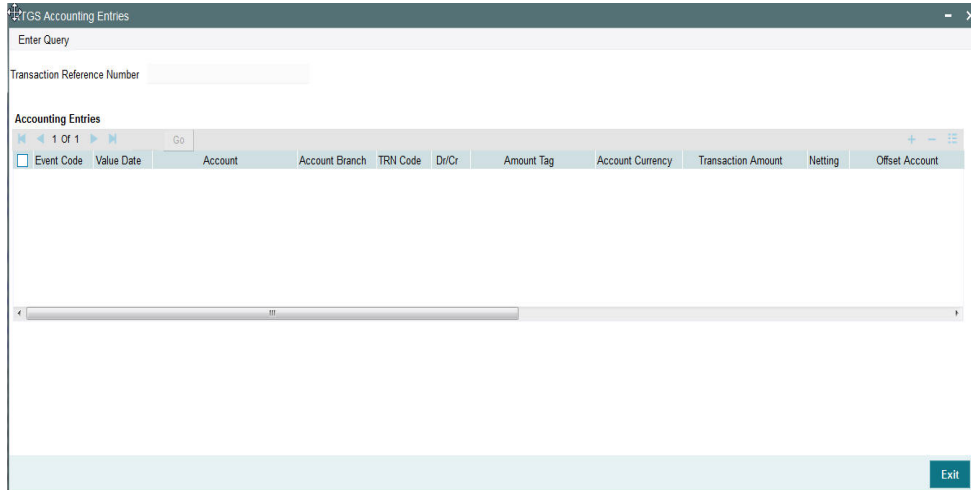 TGS Accounting Entries
Enter Query
Transaction Reference Number
Accounting Entries
1 Of 1 Go
Event Code Value Date Account Account Branch TRN Code Dr/Cr Amount Tag Account Currency Transaction Amount Netting Offset Account
Exit